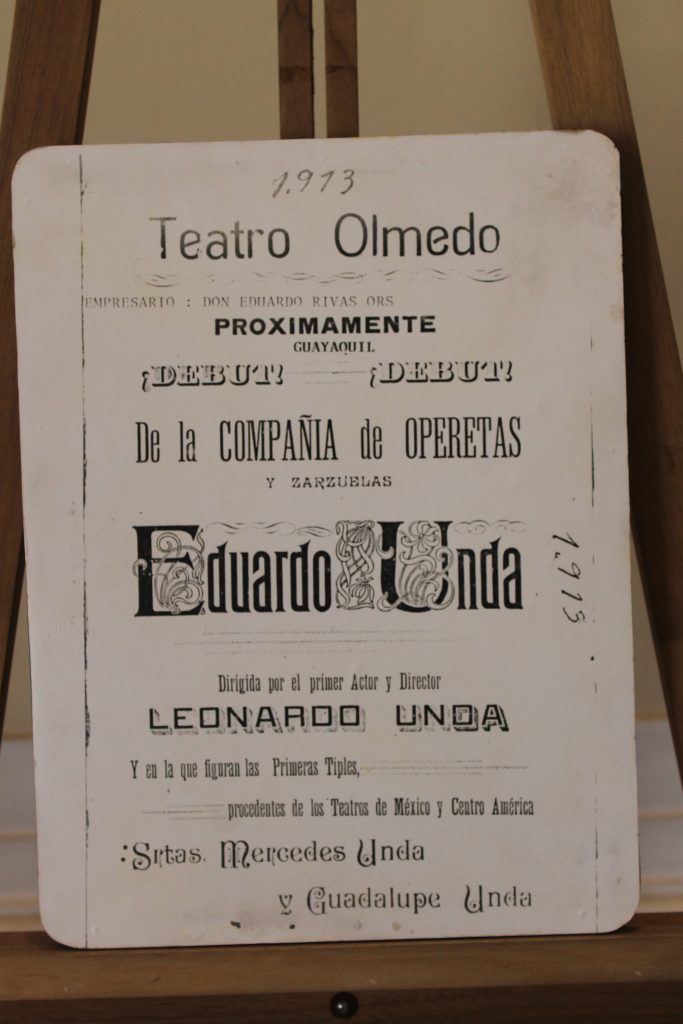 1.913
Teatro Olmedo
EMPRESARIO : DON EDUARDO RIVAS ORS
PROXIMAMENTE
GUAYAQUIL
¡DEBUT! ¡DEBUT!
De la COMPAÑIA de OPERETAS
Y ZARZUELAS
Eduardo Unda
1.913
Dirigida por el primer Actor y Director
LEONARDO UNDA
Y en la que figuran las Primeras Tiples,
procedentes de los Teatros de México y Centro América
:Srtas. Mercedes Unda
y Guadalupe Unda